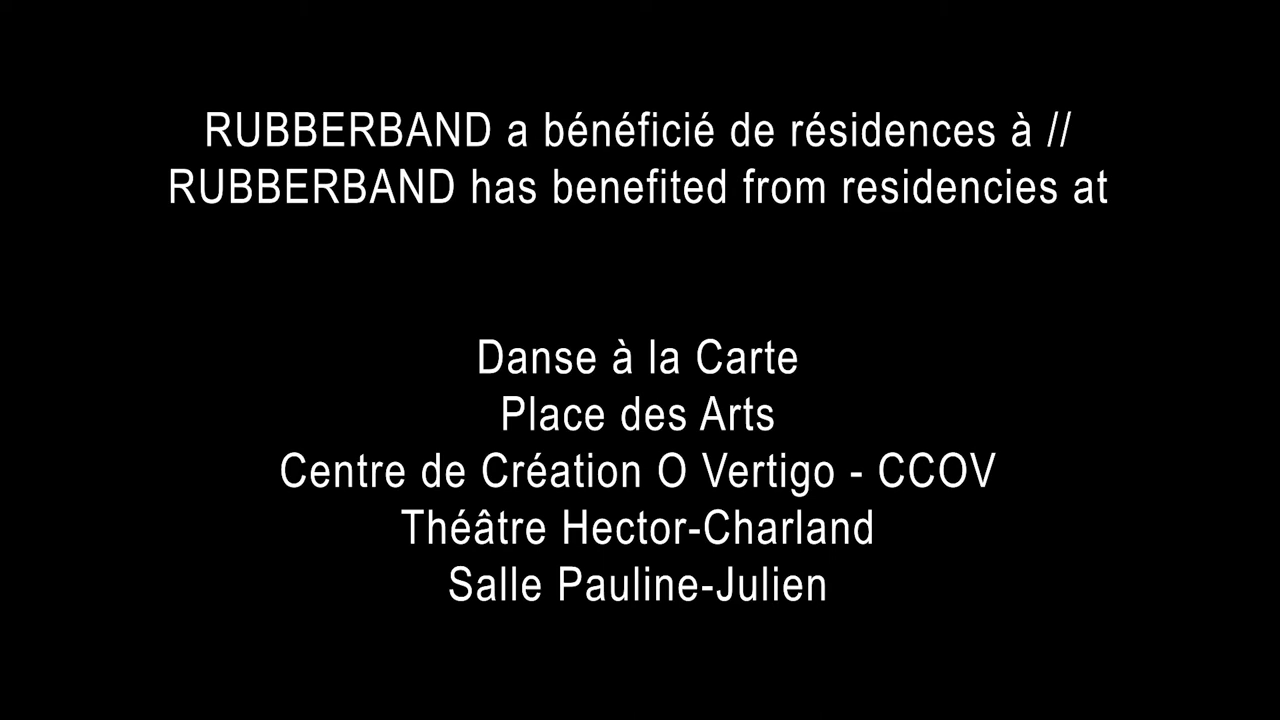 RUBBERBAND a bénéficié de résidences à //
RUBBERBAND has benefited from residencies at
Danse à la Carte
Place des Arts
Centre de Création O Vertigo - CCOV
Théâtre Hector-Charland
Salle Pauline-Julien